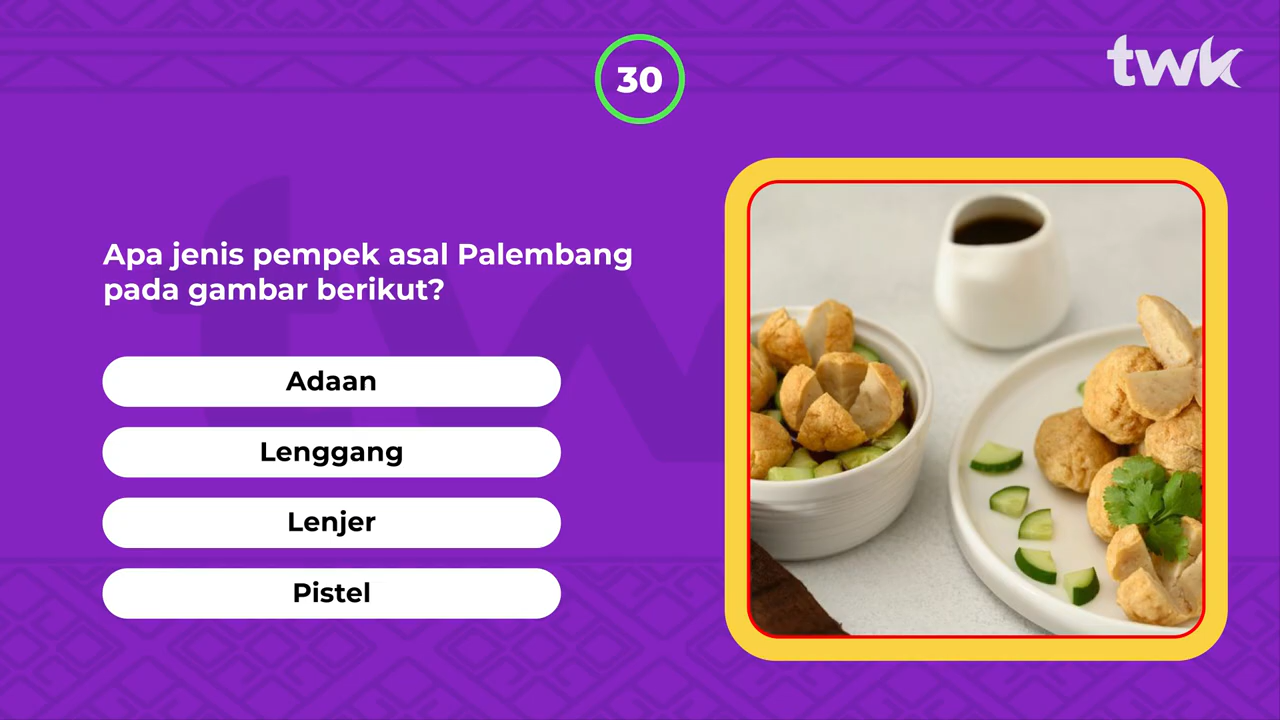 30
twk
Apa jenis pempek asal Palembang
pada gambar berikut?
Adaan
Lenggang
Lenjer
Pistel